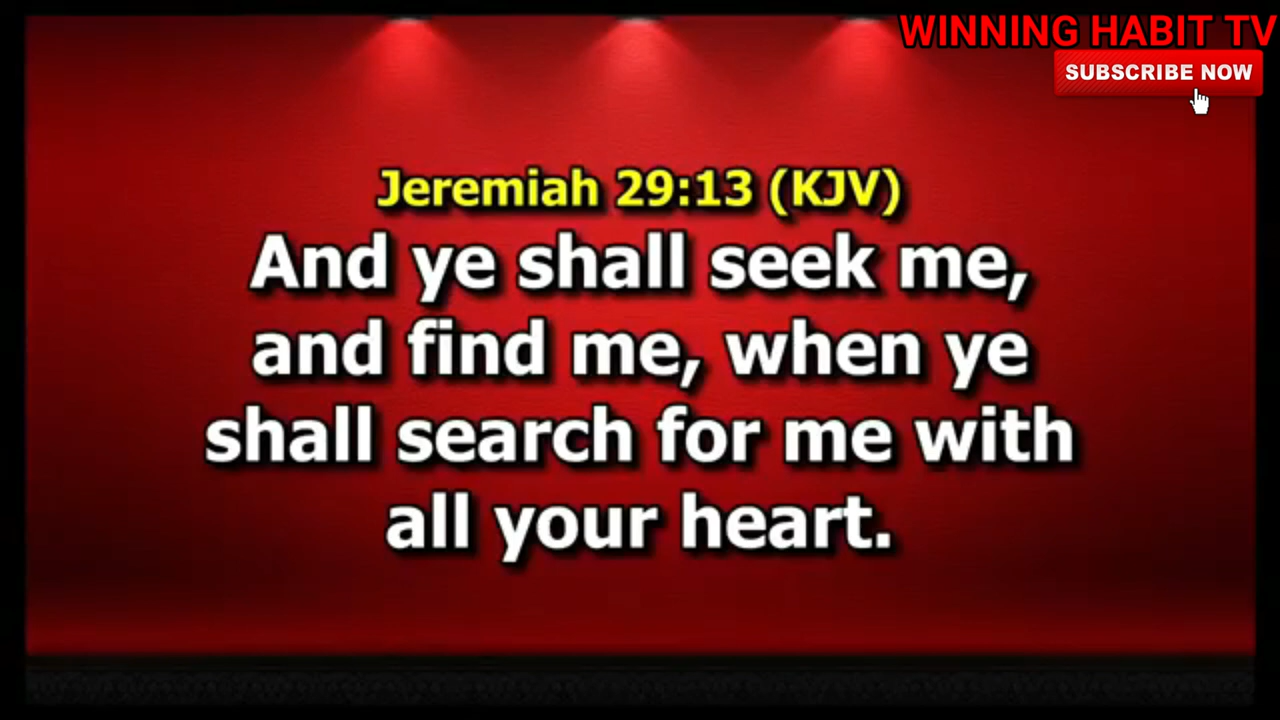 WINNING HABIT TV
SUBSCRIBE NOW
Jeremiah 29:13 (KJV)
And ye shall seek me,
and find me, when ye
shall search for me with
all your heart.